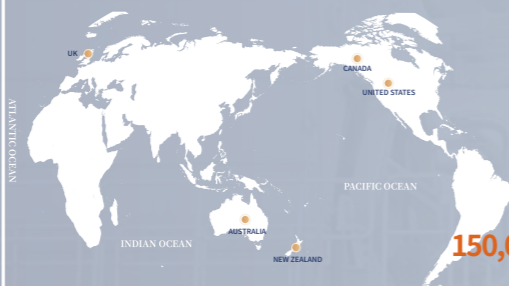 UK
CANADA
UNITED STATES
ATLANTIC OCEAN
PACIFIC OCEAN
AUSTRALIA
INDIAN OCEAN
NEW ZEALAND
150,